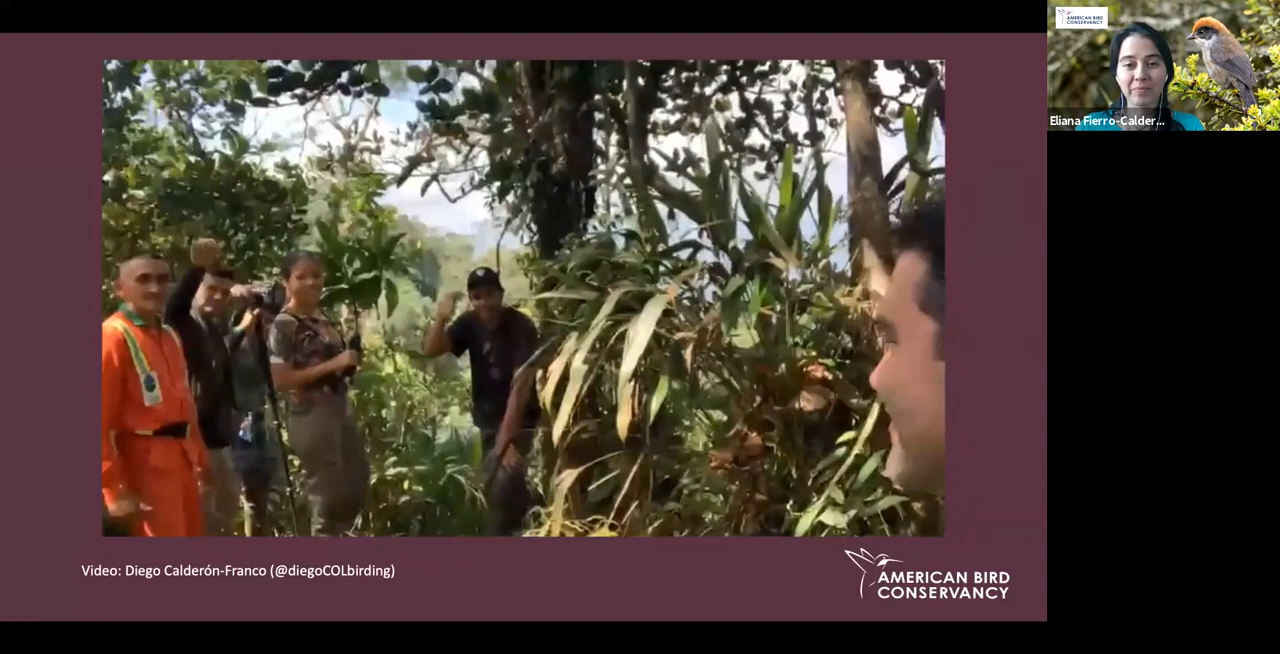 AMERICAN BIRD
CONSERVANCY
Eliana Fierro-Calder...
Video: Diego Calderón-Franco (@diegoCOLbirding)
AMERICAN BIRD
CONSERVANCY